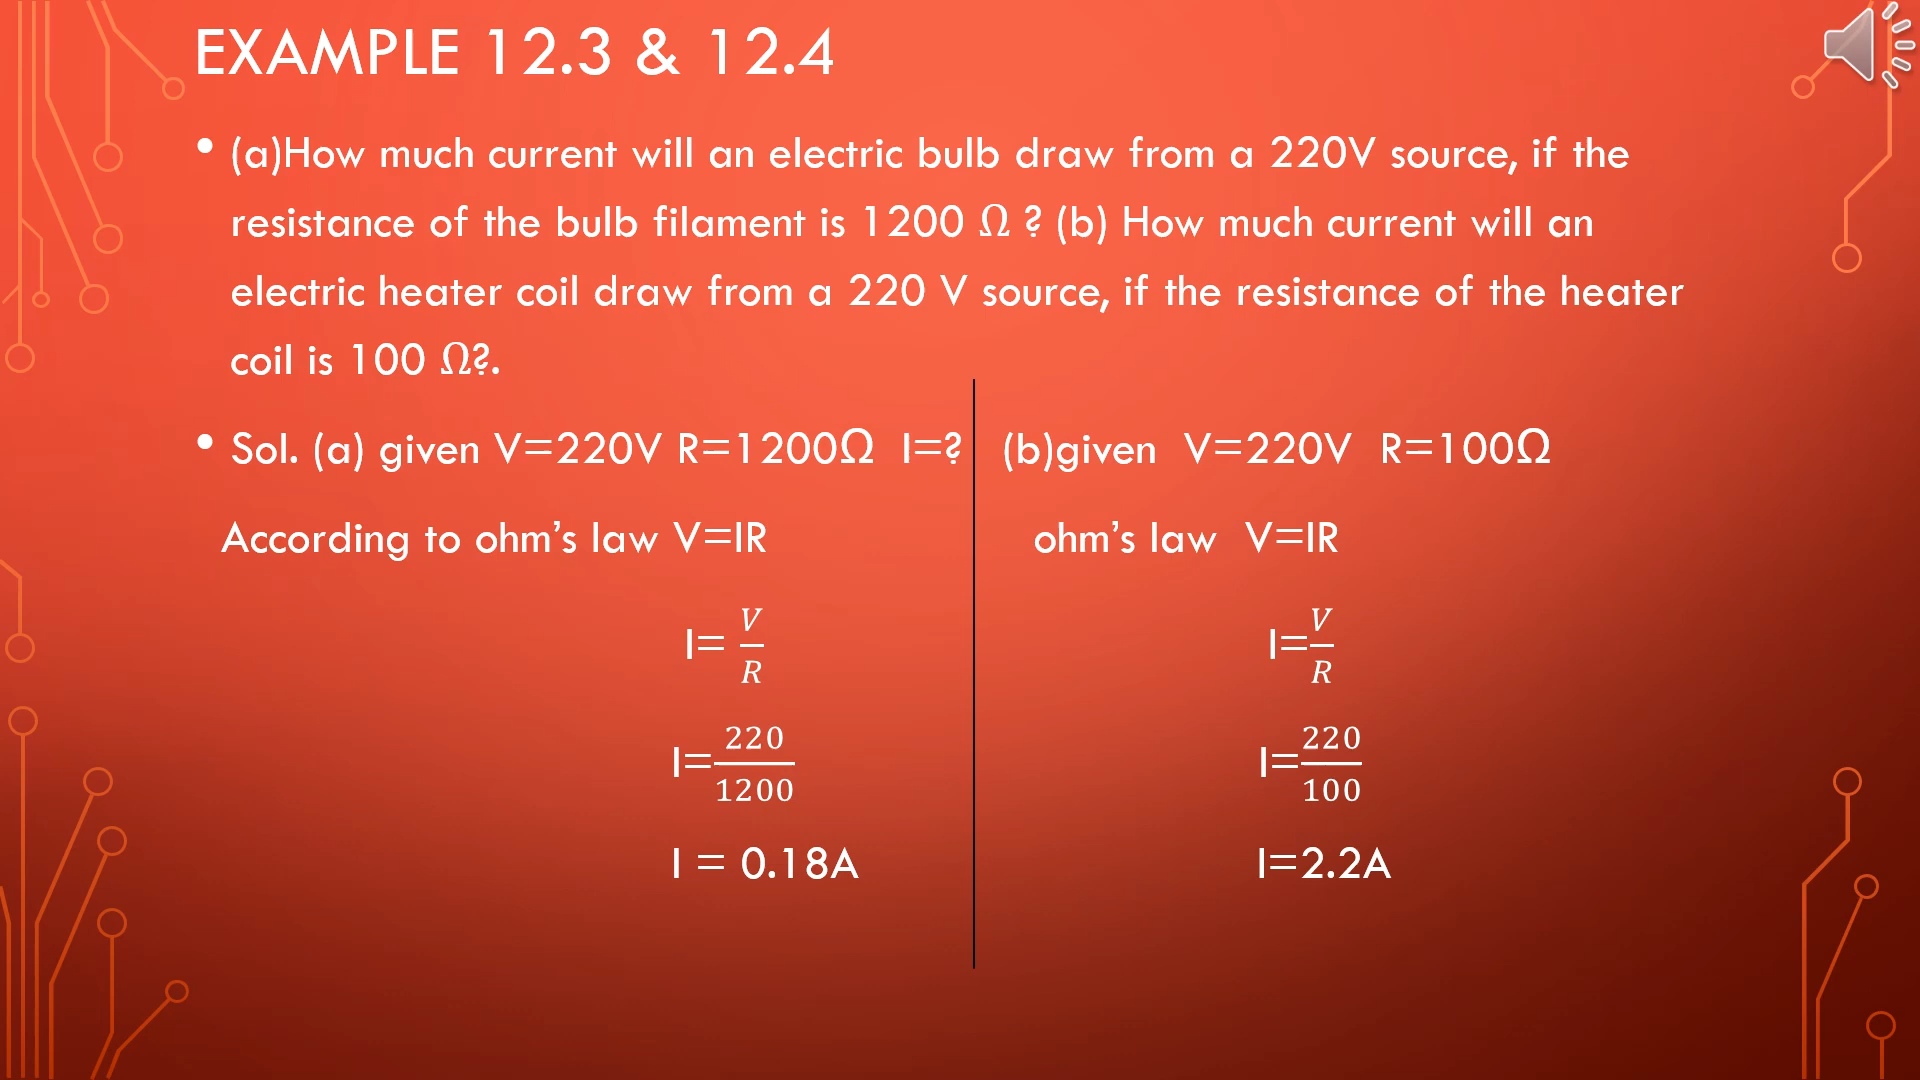 EXAMPLE 12.3 & 12.4
• (a)How much current will an electric bulb draw from a 220V source, if the
resistance of the bulb filament is 1200 Ω ? (b) How much current will an
electric heater coil draw from a 220 V source, if the resistance of the heater
coil is 100 Ω?.
• Sol. (a) given V=220V R=1200Ω I=?
According to ohm’s law V=IR
I= V/R
I=220/1200
I = 0.18A
(b)given V=220V R=100Ω
ohm’s law V=IR
I=V/R
I=220/100
I=2.2A